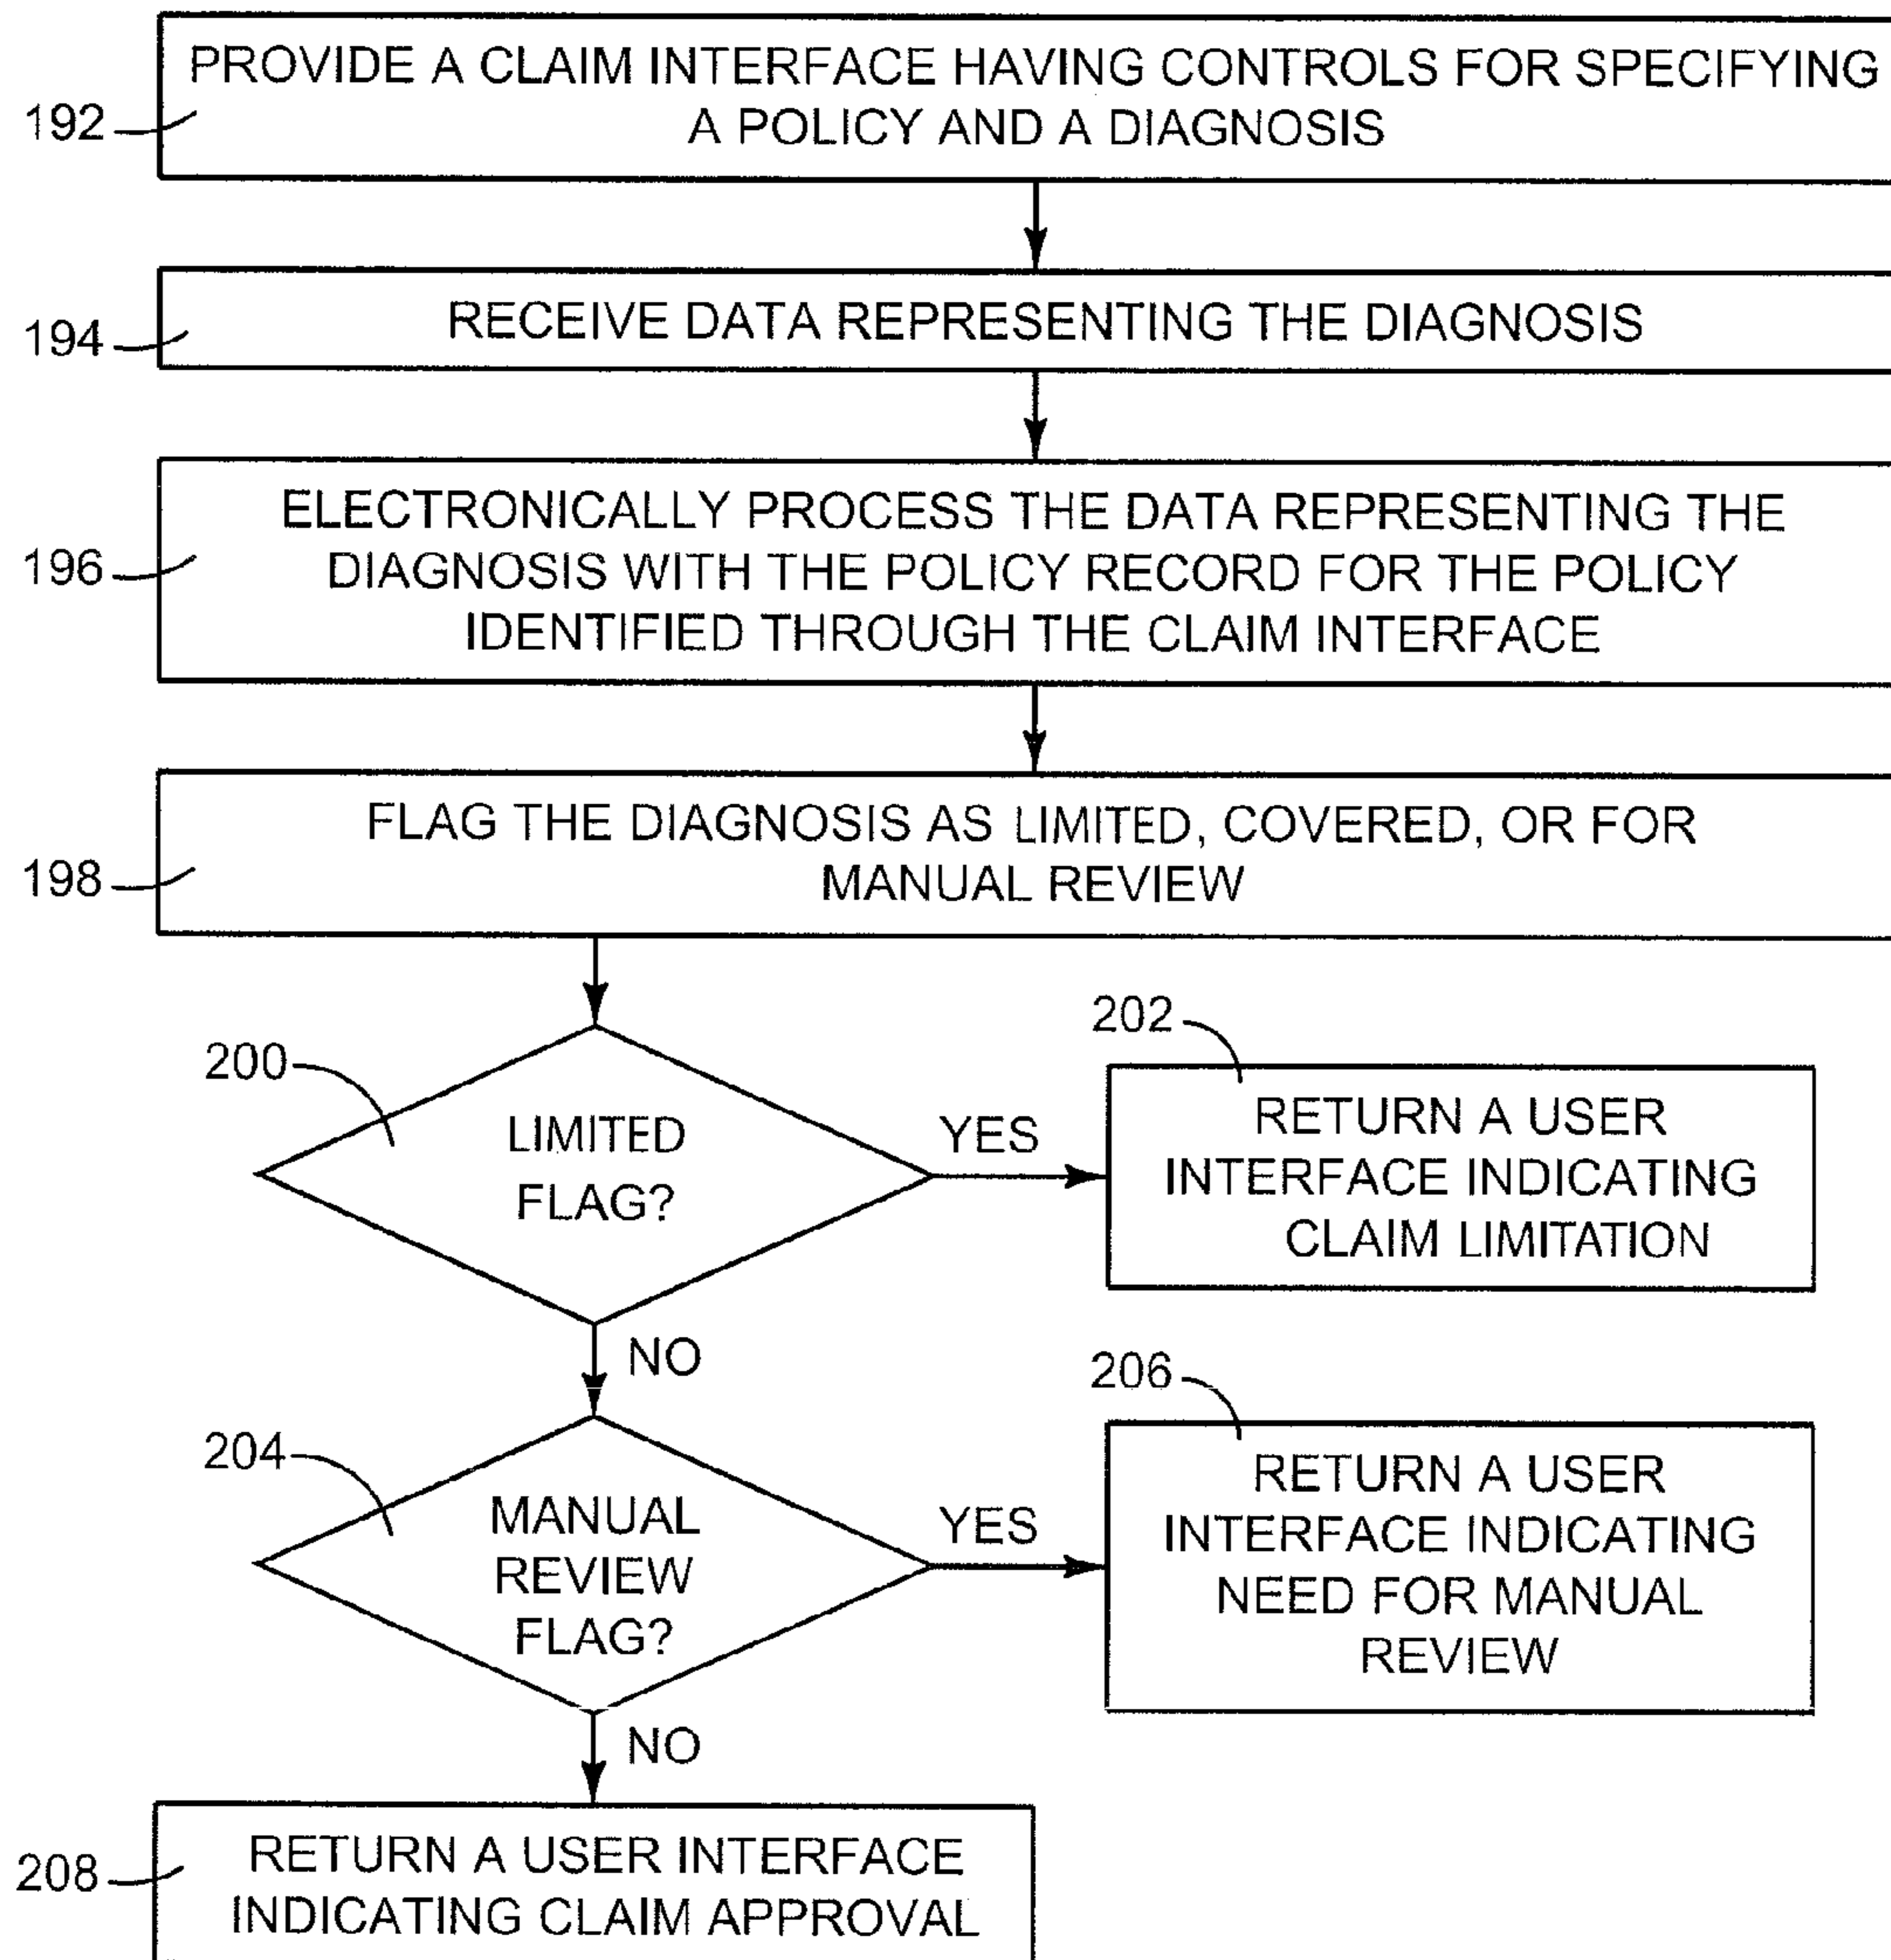 PROVIDE A CLAIM INTERFACE HAVING CONTROLS FOR SPECIFYING
A POLICY AND A DIAGNOSIS
192
RECEIVE DATA REPRESENTING THE DIAGNOSIS
194
ELECTRONICALLY PROCESS THE DATA REPRESENTING THE
DIAGNOSIS WITH THE POLICY RECORD FOR THE POLICY
IDENTIFIED THROUGH THE CLAIM INTERFACE
196
FLAG THE DIAGNOSIS AS LIMITED, COVERED, OR FOR
MANUAL REVIEW
198
200
LIMITED
FLAG?
YES
202
RETURN A USER
INTERFACE INDICATING
CLAIM LIMITATION
NO
204
MANUAL
REVIEW
FLAG?
YES
206
RETURN A USER
INTERFACE INDICATING
NEED FOR MANUAL
REVIEW
NO
208
RETURN A USER INTERFACE
INDICATING CLAIM APPROVAL